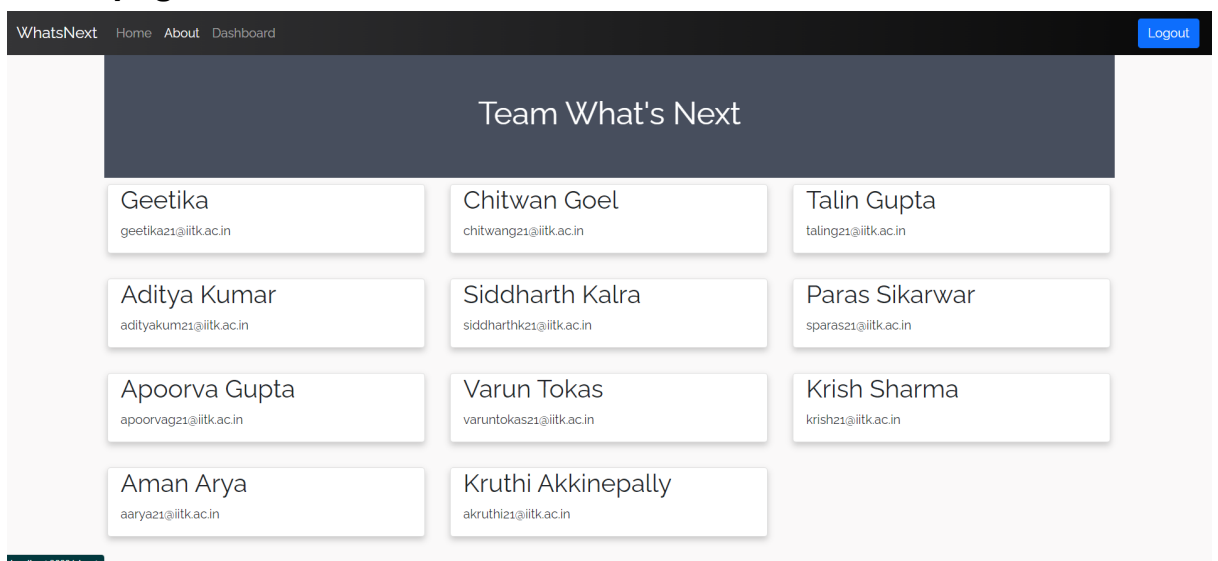 WhatsNext Home About Dashboard Logout
Team What's Next
Geetika
geetika21@iitk.ac.in
Chitwan Goel
chitwang21@iitk.ac.in
Talin Gupta
taling21@iitk.ac.in
Aditya Kumar
adityakum21@iitk.ac.in
Siddharth Kalra
siddharthk21@iitk.ac.in
Paras Sikarwar
sparas21@iitk.ac.in
Apoorva Gupta
apoorvag21@iitk.ac.in
Varun Tokas
varuntokas21@iitk.ac.in
Krish Sharma
krish21@iitk.ac.in
Aman Arya
aarya21@iitk.ac.in
Kruthi Akkinepally
akruthi21@iitk.ac.in